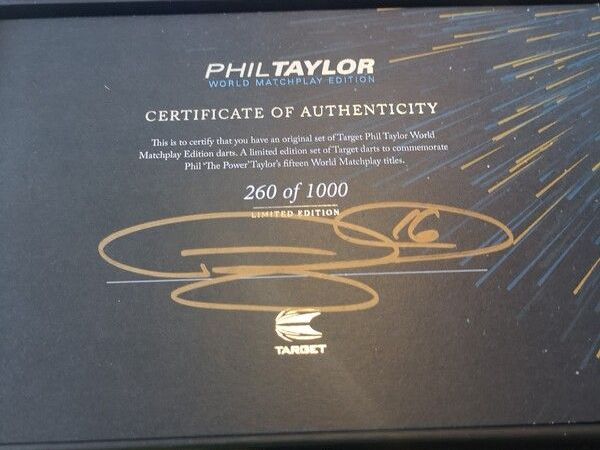 PHILTAYLOR
WORLD MATCHPLAY EDITION
CERTIFICATE OF AUTHENTICITY
This is to certify that you have an original set of Target Phil Taylor World
Matchplay Edition darts. A limited edition set of Target darts to commemorate
Phil 'The Power' Taylor's fifteen World Matchplay titles.
260 of 1000
LIMITED EDITION
16
TARGET